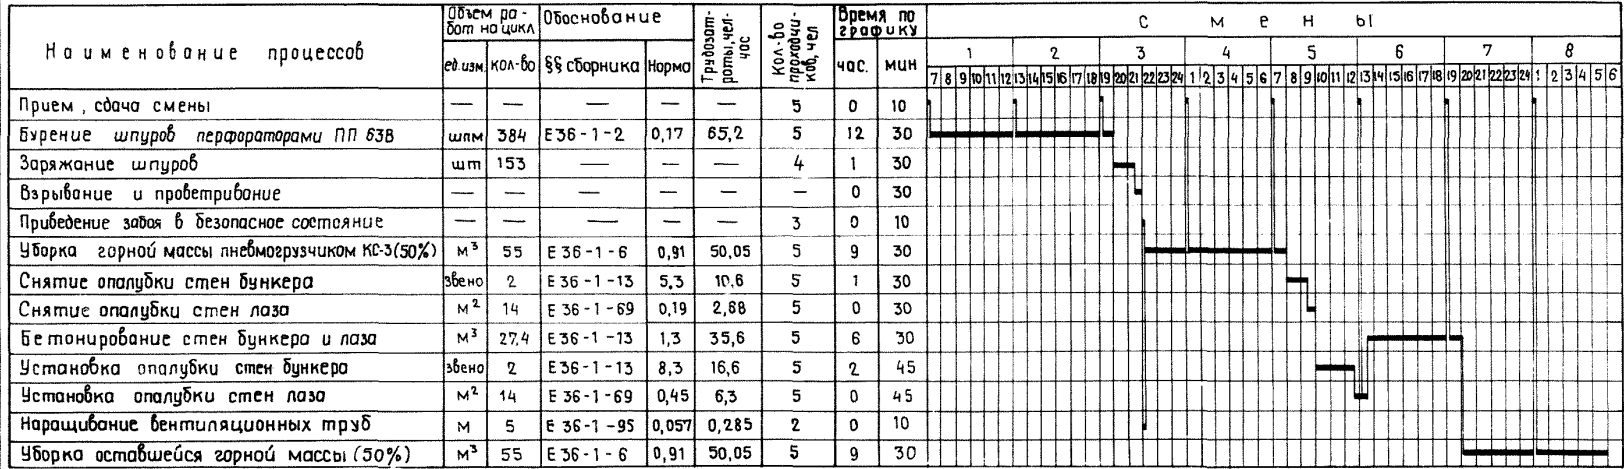 Наименование процессов
Объем работ на цикл
Обоснование
Трудозатраты, чел-час
Кол-во проходчиков, чел
Время по графику
Смены
ед.изм. кол-во §§ сборника Норма час. мин
1 2 3 4 5 6 7 8
7 8 9 10 11 12 13 14 15 16 17 18 19 20 21 22 23 24 1 2 3 4 5 6 7 8 9 10 11 12 13 14 15 16 17 18 19 20 21 22 23 24 1 2 3 4 5 6
Прием, сдача смены — — — — — 5 0 10
Бурение шпуров перфораторами ПП 63В шпм 384 Е36-1-2 0,17 65,2 5 12 30
Заряжание шпуров шт 153 — — — 4 1 30
Взрывание и проветривание — — — — — — 0 30
Приведение забоя в безопасное состояние — — — — — 3 0 10
Уборка горной массы пневмогрузчиком КС-3 (50%) м³ 55 Е36-1-6 0,91 50,05 5 9 30
Снятие опалубки стен бункера звено 2 Е36-1-13 5,3 10,6 5 1 30
Снятие опалубки стен лаза м² 14 Е36-1-69 0,19 2,68 5 0 30
Бетонирование стен бункера и лаза м³ 27,4 Е36-1-13 1,3 35,6 5 6 30
Установка опалубки стен бункера звено 2 Е36-1-13 8,3 16,6 5 2 45
Установка опалубки стен лаза м² 14 Е36-1-69 0,45 6,3 5 0 45
Наращивание вентиляционных труб м 5 Е36-1-95 0,057 0,285 2 0 10
Уборка оставшейся горной массы (50%) м³ 55 Е36-1-6 0,91 50,05 5 9 30